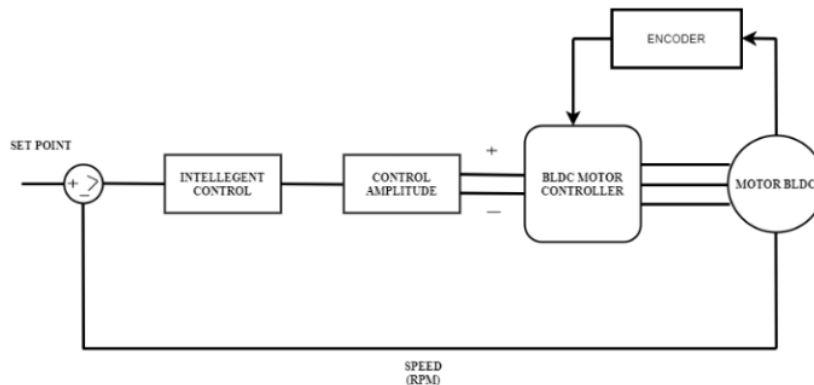 ENCODER
SET POINT
+
+
−
INTELLEGENT
CONTROL
CONTROL
AMPLITUDE
+
−
BLDC MOTOR
CONTROLLER
MOTOR BLDC
SPEED
(RPM)